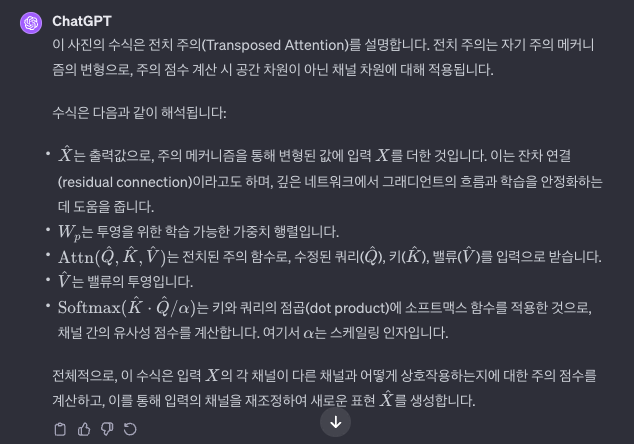 ChatGPT
이 사진의 수식은 전치 주의(Transposed Attention)를 설명합니다. 전치 주의는 자기 주의 메커니
즘의 변형으로, 주의 점수 계산 시 공간 차원이 아닌 채널 차원에 대해 적용됩니다.
수식은 다음과 같이 해석됩니다:
• X̂는 출력값으로, 주의 메커니즘을 통해 변형된 값에 입력 X를 더한 것입니다. 이는 잔차 연결
(residual connection)이라고도 하며, 깊은 네트워크에서 그래디언트의 흐름과 학습을 안정화하는
데 도움을 줍니다.
• Wₚ는 투영을 위한 학습 가능한 가중치 행렬입니다.
• Attn(Q̂, K̂, V̂)는 전치된 주의 함수로, 수정된 쿼리(Q̂), 키(K̂), 밸류(V̂)를 입력으로 받습니다.
• V̂는 밸류의 투영입니다.
• Softmax(K̂ · Q̂/α)는 키와 쿼리의 점곱(dot product)에 소프트맥스 함수를 적용한 것으로,
채널 간의 유사성 점수를 계산합니다. 여기서 α는 스케일링 인자입니다.
전체적으로, 이 수식은 입력 X의 각 채널이 다른 채널과 어떻게 상호작용하는지에 대한 주의 점수를
계산하고, 이를 통해 입력의 채널을 재조정하여 새로운 표현 X̂를 생성합니다.